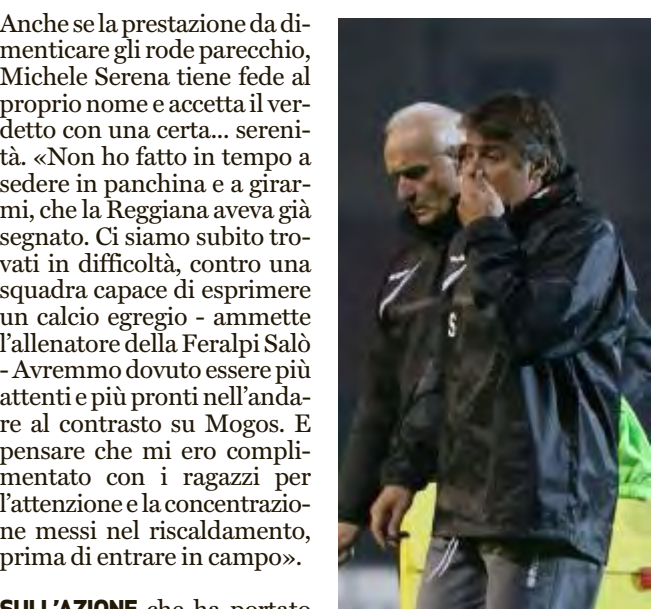 Anche se la prestazione da di-
menticare gli rode parecchio,
Michele Serena tiene fede al
proprio nome e accetta il ver-
detto con una certa... sereni-
tà. «Non ho fatto in tempo a
sedere in panchina e a girar-
mi, che la Reggiana aveva già
segnato. Ci siamo subito tro-
vati in difficoltà, contro una
squadra capace di esprimere
un calcio egregio - ammette
l'allenatore della Feralpi Salò
- Avremmo dovuto essere più
attenti e più pronti nell'anda-
re al contrasto su Mogos. E
pensare che mi ero compli-
mentato con i ragazzi per
l'attenzione e la concentrazio-
ne messi nel riscaldamento,
prima di entrare in campo».
SULL'AZIONE che ha portato
S